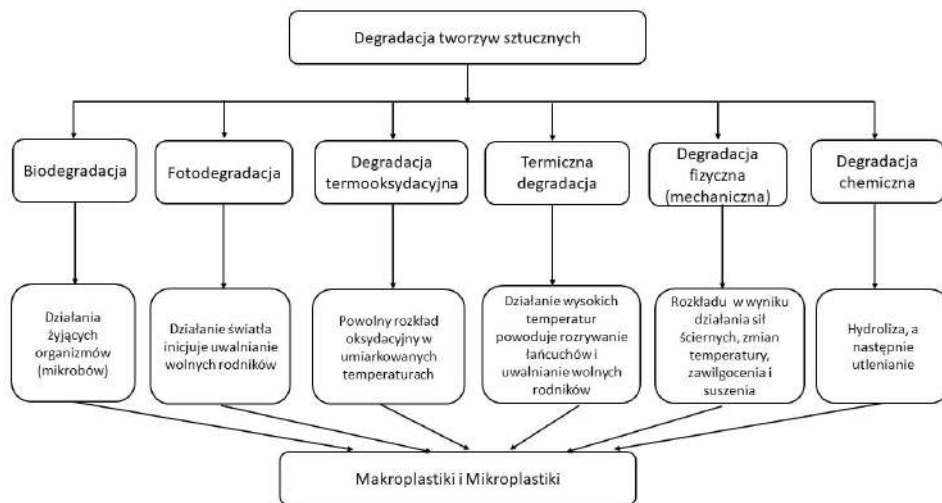 Degradacja tworzyw sztucznych
Biodegradacja
Fotodegradacja
Degradacja
termooksydacyjna
Termiczna
degradacja
Degradacja
fizyczna
(mechaniczna)
Degradacja
chemiczna
Działania
żyjących
organizmów
(mikrobów)
Działanie światła
inicjuje uwalnianie
wolnych rodników
Powolny rozkład
oksydacyjny w
umiarkowanych
temperaturach
Działanie wysokich
temperatur
powoduje rozrywanie
łańcuchów i
uwalnianie wolnych
rodników
Rozkładu w wyniku
działania sił
ściernych, zmian
temperatury,
zawilgocenia i
suszenia
Hydroliza, a
następnie
utlenianie
Makroplastiki i Mikroplastiki